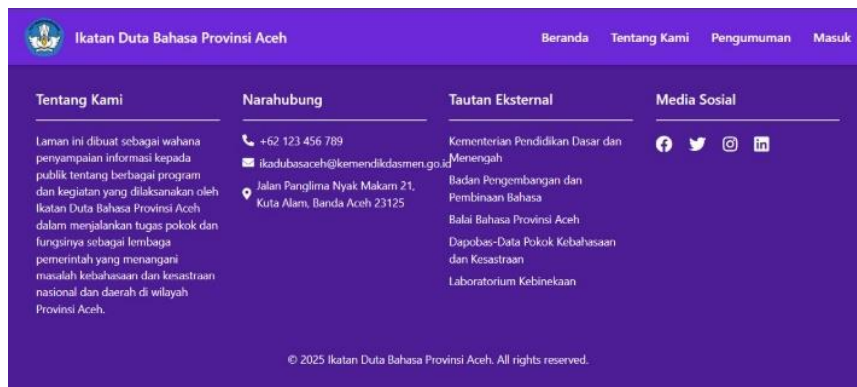 Ikatan Duta Bahasa Provinsi Aceh
Beranda Tentang Kami Pengumuman Masuk
Tentang Kami
Laman ini dibuat sebagai wahana
penyampaian informasi kepada
publik tentang berbagai program
dan kegiatan yang dilaksanakan oleh
Ikatan Duta Bahasa Provinsi Aceh
dalam menjalankan tugas pokok dan
fungsinya sebagai lembaga
pemerintah yang menangani
masalah kebahasaan dan kesastraan
nasional dan daerah di wilayah
Provinsi Aceh.
Narahubung
+62 123 456 789
ikadubasaceh@kemendikdasmen.go.id
Jalan Panglima Nyak Makam 21,
Kuta Alam, Banda Aceh 23125
Tautan Eksternal
Kementerian Pendidikan Dasar dan
Menengah
Badan Pengembangan dan
Pembinaan Bahasa
Balai Bahasa Provinsi Aceh
Dapobas-Data Pokok Kebahasaan
dan Kesastraan
Laboratorium Kebinekaan
Media Sosial
© 2025 Ikatan Duta Bahasa Provinsi Aceh. All rights reserved.